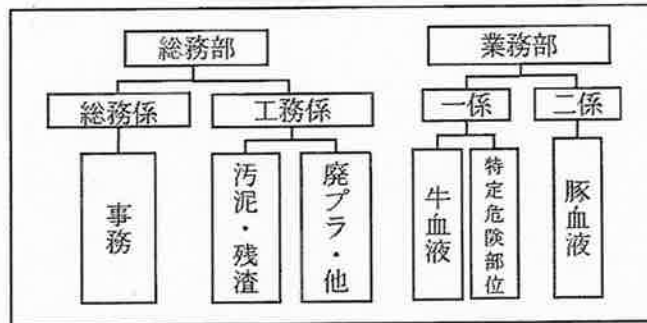 総務部
業務部
総務係
工務係
一係
二係
事務
汚泥・残渣
廃プラ・他
牛血液
特定危険部位
豚血液